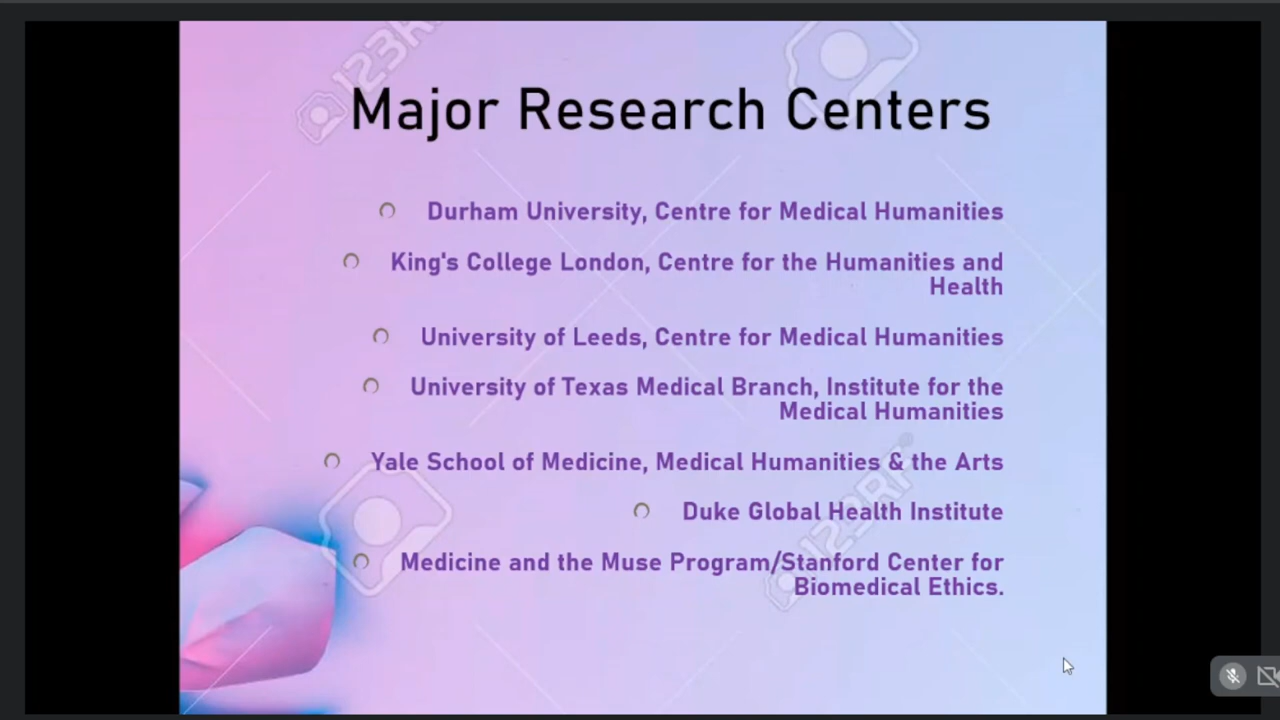 Major Research Centers
Durham University, Centre for Medical Humanities
King's College London, Centre for the Humanities and
Health
University of Leeds, Centre for Medical Humanities
University of Texas Medical Branch, Institute for the
Medical Humanities
Yale School of Medicine, Medical Humanities & the Arts
Duke Global Health Institute
Medicine and the Muse Program/Stanford Center for
Biomedical Ethics.
123RF
123RF